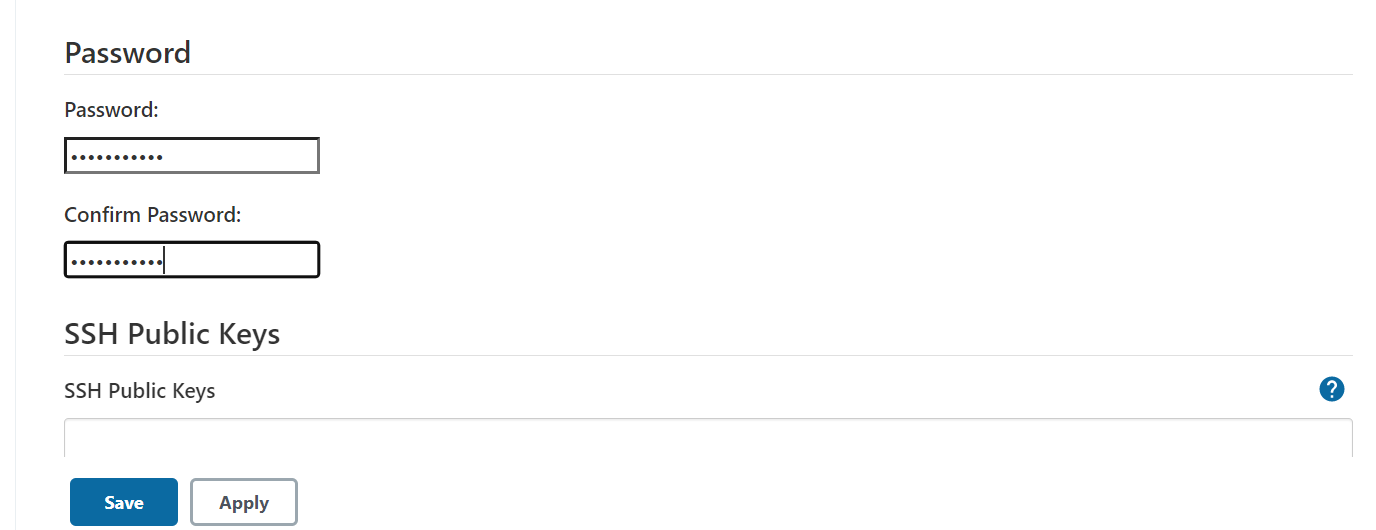 Password
Password:
•••••••••••
Confirm Password:
•••••••••••
SSH Public Keys
SSH Public Keys
?
Save
Apply